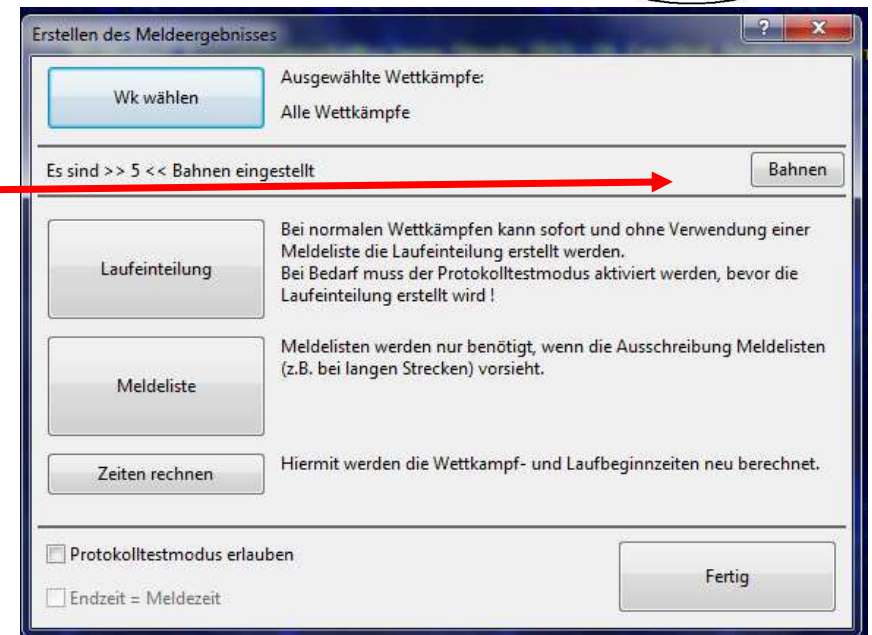 Erstellen des Meldeergebnisses
?
X
Wk wählen
Ausgewählte Wettkämpfe:
Alle Wettkämpfe
Es sind >> 5 << Bahnen eingestellt
Bahnen
Laufeinteilung
Bei normalen Wettkämpfen kann sofort und ohne Verwendung einer
Meldeliste die Laufeinteilung erstellt werden.
Bei Bedarf muss der Protokolltestmodus aktiviert werden, bevor die
Laufeinteilung erstellt wird !
Meldeliste
Meldelisten werden nur benötigt, wenn die Ausschreibung Meldelisten
(z.B. bei langen Strecken) vorsieht.
Zeiten rechnen
Hiermit werden die Wettkampf- und Laufbeginnzeiten neu berechnet.
Protokolltestmodus erlauben
Endzeit = Meldezeit
Fertig